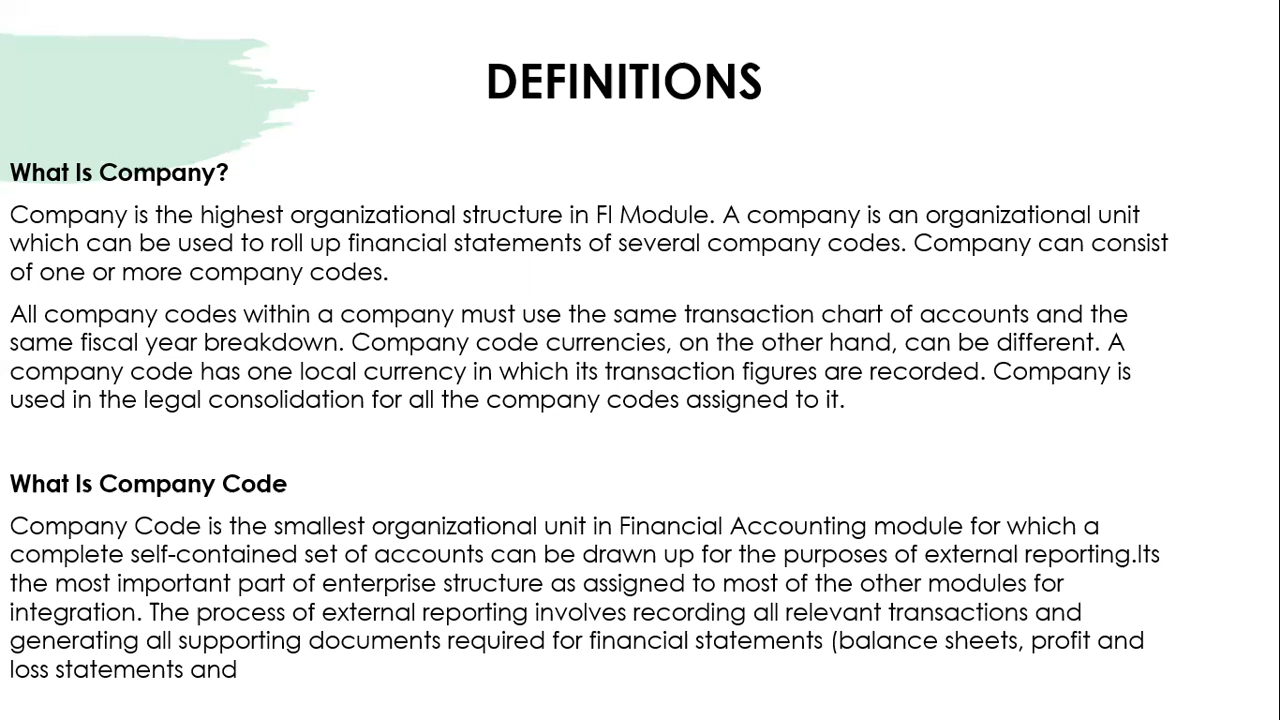 DEFINITIONS
What Is Company?
Company is the highest organizational structure in FI Module. A company is an organizational unit
which can be used to roll up financial statements of several company codes. Company can consist
of one or more company codes.
All company codes within a company must use the same transaction chart of accounts and the
same fiscal year breakdown. Company code currencies, on the other hand, can be different. A
company code has one local currency in which its transaction figures are recorded. Company is
used in the legal consolidation for all the company codes assigned to it.
What Is Company Code
Company Code is the smallest organizational unit in Financial Accounting module for which a
complete self-contained set of accounts can be drawn up for the purposes of external reporting.Its
the most important part of enterprise structure as assigned to most of the other modules for
integration. The process of external reporting involves recording all relevant transactions and
generating all supporting documents required for financial statements (balance sheets, profit and
loss statements and